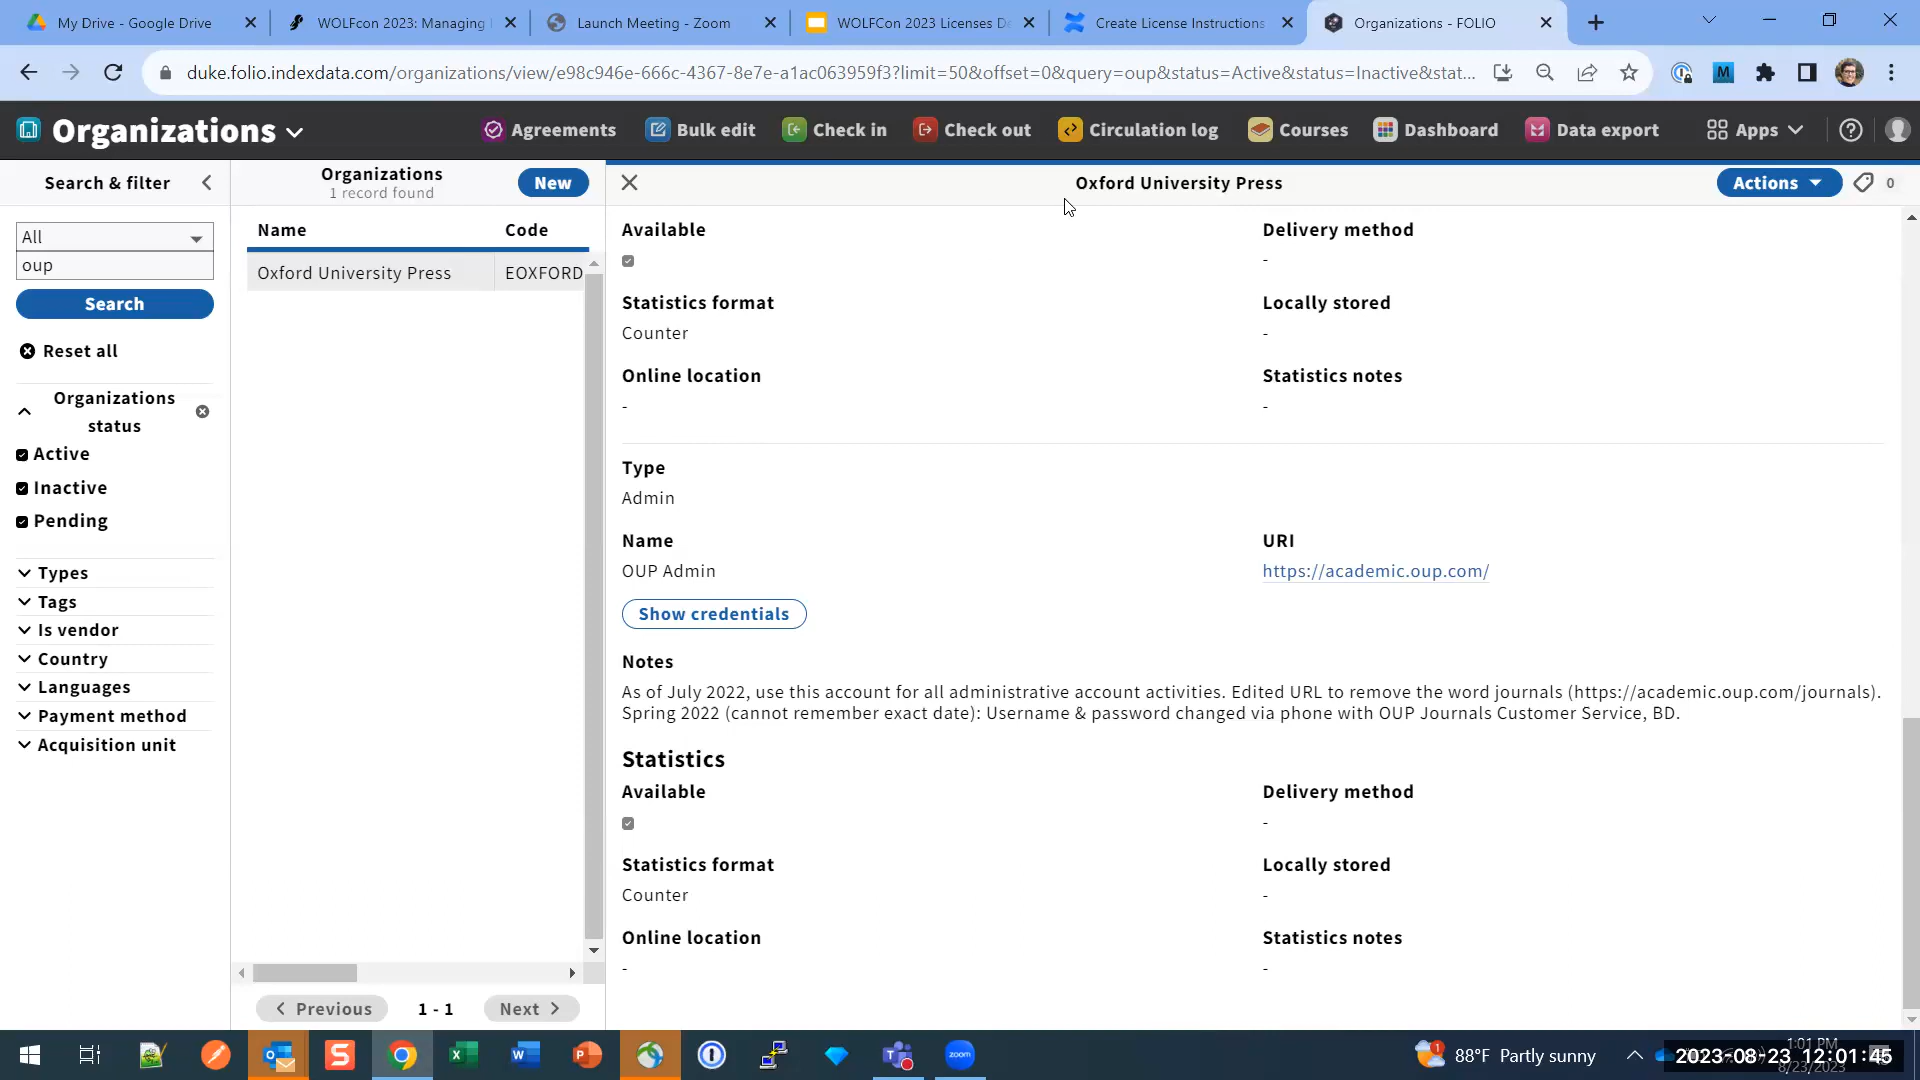 My Drive - Google Drive
WOLFcon 2023: Managing
Launch Meeting - Zoom
WOLFCon 2023 Licenses D
Create License Instructions
Organizations - FOLIO
duke.folio.indexdata.com/organizations/view/e98c946e-666c-4367-8e7e-a1ac063959f3?limit=50&offset=0&query=oup&status=Active&status=Inactive&stat...
Organizations
Agreements
Bulk edit
Check in
Check out
Circulation log
Courses
Dashboard
Data export
Apps
Search & filter
Organizations
1 record found
New
Oxford University Press
Actions
0
All
oup
Search
Reset all
Organizations
status
Active
Inactive
Pending
Types
Tags
Is vendor
Country
Languages
Payment method
Acquisition unit
Name Code
Oxford University Press EOXFORD
Previous 1 - 1 Next
Available Delivery method
-
Statistics format Locally stored
Counter -
Online location Statistics notes
- -
Type
Admin
Name URI
OUP Admin https://academic.oup.com/
Show credentials
Notes
As of July 2022, use this account for all administrative account activities. Edited URL to remove the word journals (https://academic.oup.com/journals).
Spring 2022 (cannot remember exact date): Username & password changed via phone with OUP Journals Customer Service, BD.
Statistics
Available Delivery method
-
Statistics format Locally stored
Counter -
Online location Statistics notes
- -
zoom
88°F Partly sunny
1:01 PM
2023-08-23 12:01:45
8/23/2023